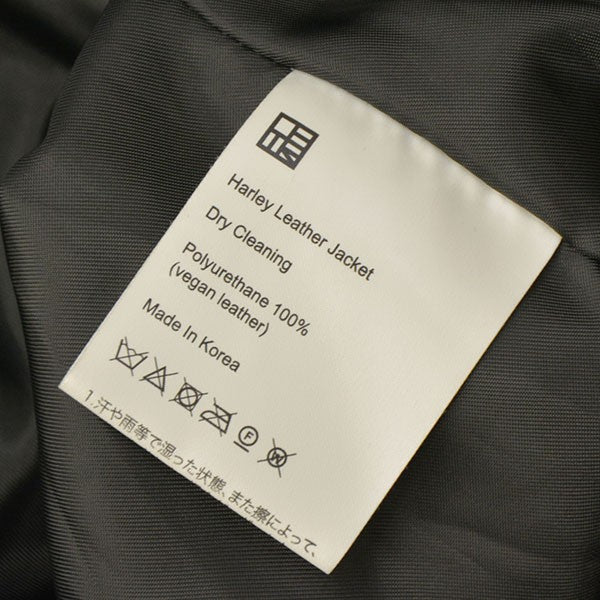 Harley Leather Jacket
Dry Cleaning
Polyurethane 100%
(vegan leather)
Made In Korea
F W
1.汗や雨等で湿った状態、また擦によって、